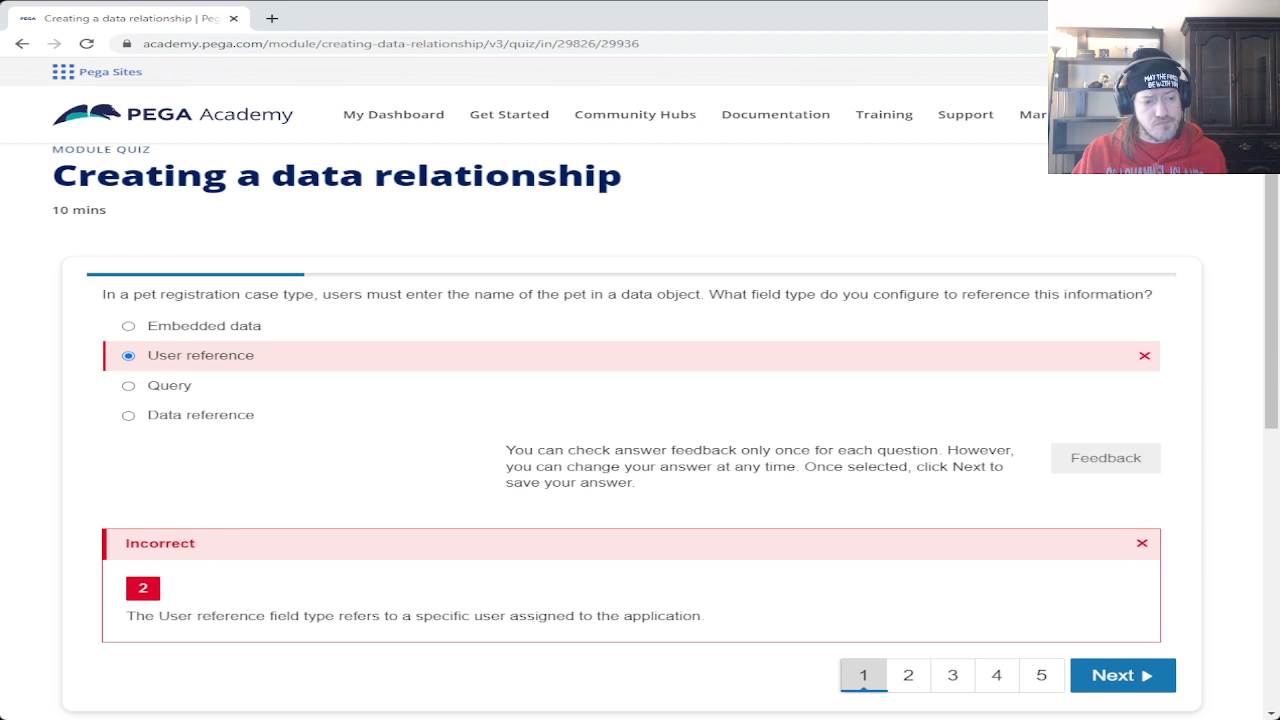 PEGA Creating a data relationship | Peg
academy.pega.com/module/creating-data-relationship/
Pega Sites
PEGA Academy
My Dashboard
Get Started
Community Hubs
Documentation
Training
Support
Mar
MAY THE
BE WITH YOU
MODULE QUIZ
Creating a data relationship
10 mins
In a pet registration case type, users must enter the name of the pet in a data object. What field type do you configure to reference this information?
Embedded data
User reference
Query
Data reference
You can check answer feedback only once for each question. However,
you can change your answer at any time. Once selected, click Next to
save your answer.
Feedback
Incorrect
2
The User reference field type refers to a specific user assigned to the application.
1 2 3 4 5 Next